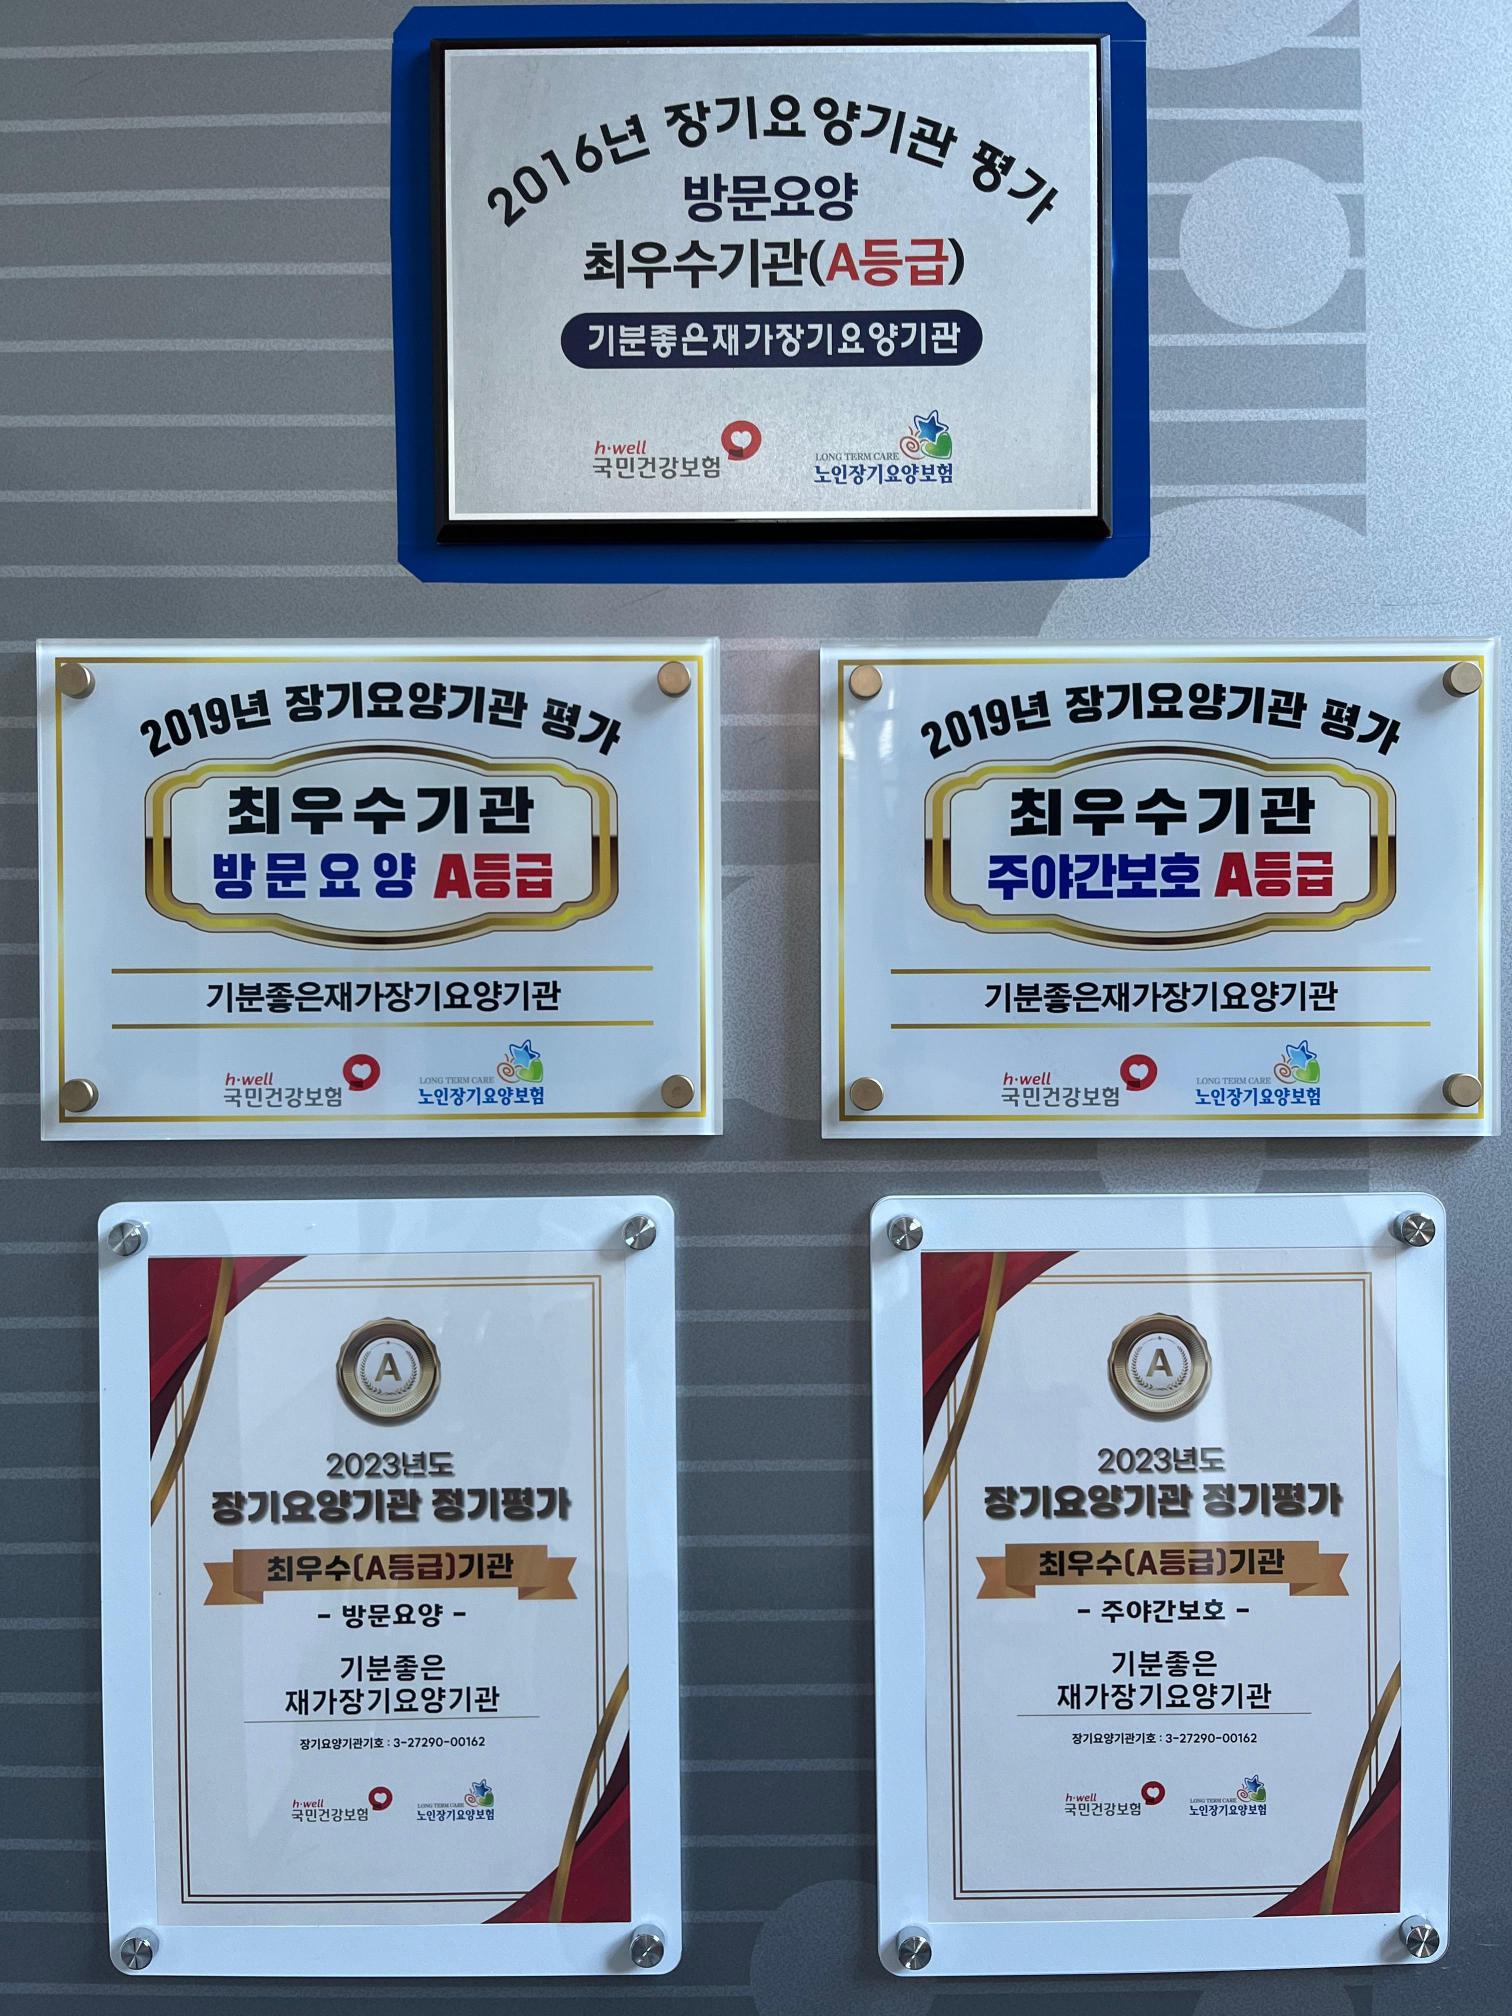 2016년 장기요양기관 평가
방문요양
최우수기관(A등급)
기분좋은재가장기요양기관
h·well
국민건강보험
LONG TERM CARE
노인장기요양보험
2019년 장기요양기관 평가
최우수기관
방문요양 A등급
기분좋은재가장기요양기관
h·well
국민건강보험
LONG TERM CARE
노인장기요양보험
2019년 장기요양기관 평가
최우수기관
주야간보호 A등급
기분좋은재가장기요양기관
h·well
국민건강보험
LONG TERM CARE
노인장기요양보험
A
2023년도
장기요양기관 정기평가
최우수(A등급)기관
- 방문요양 -
기분좋은
재가장기요양기관
장기요양기관기호 : 3-27290-00162
h·well
국민건강보험
LONG TERM CARE
노인장기요양보험
A
2023년도
장기요양기관 정기평가
최우수(A등급)기관
- 주야간보호 -
기분좋은
재가장기요양기관
장기요양기관기호 : 3-27290-00162
h·well
국민건강보험
LONG TERM CARE
노인장기요양보험